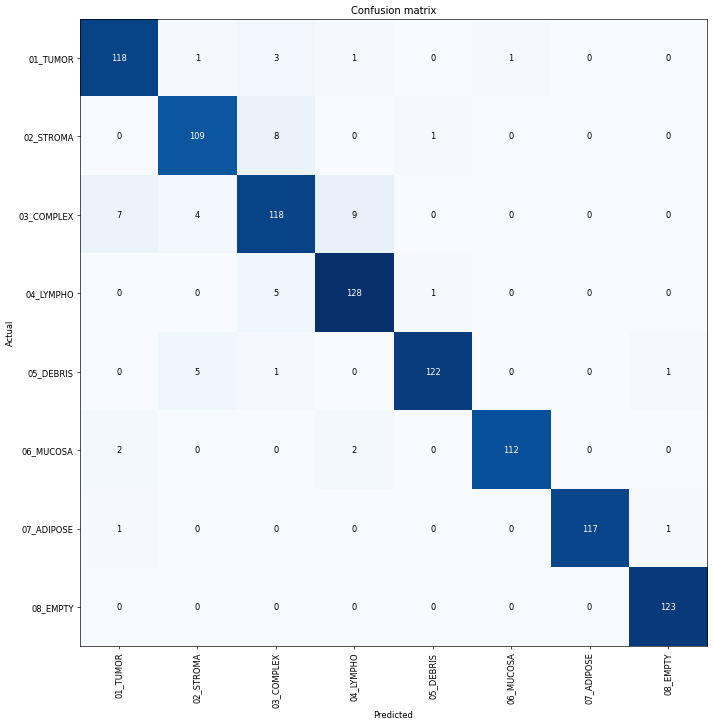 Confusion matrix
Actual
01_TUMOR 118 1 3 1 0 1 0 0
02_STROMA 0 109 8 0 1 0 0 0
03_COMPLEX 7 4 118 9 0 0 0 0
04_LYMPHO 0 0 5 128 1 0 0 0
05_DEBRIS 0 5 1 0 122 0 0 1
06_MUCOSA 2 0 0 2 0 112 0 0
07_ADIPOSE 1 0 0 0 0 0 117 1
08_EMPTY 0 0 0 0 0 0 0 123
01_TUMOR 02_STROMA 03_COMPLEX 04_LYMPHO 05_DEBRIS 06_MUCOSA 07_ADIPOSE 08_EMPTY
Predicted